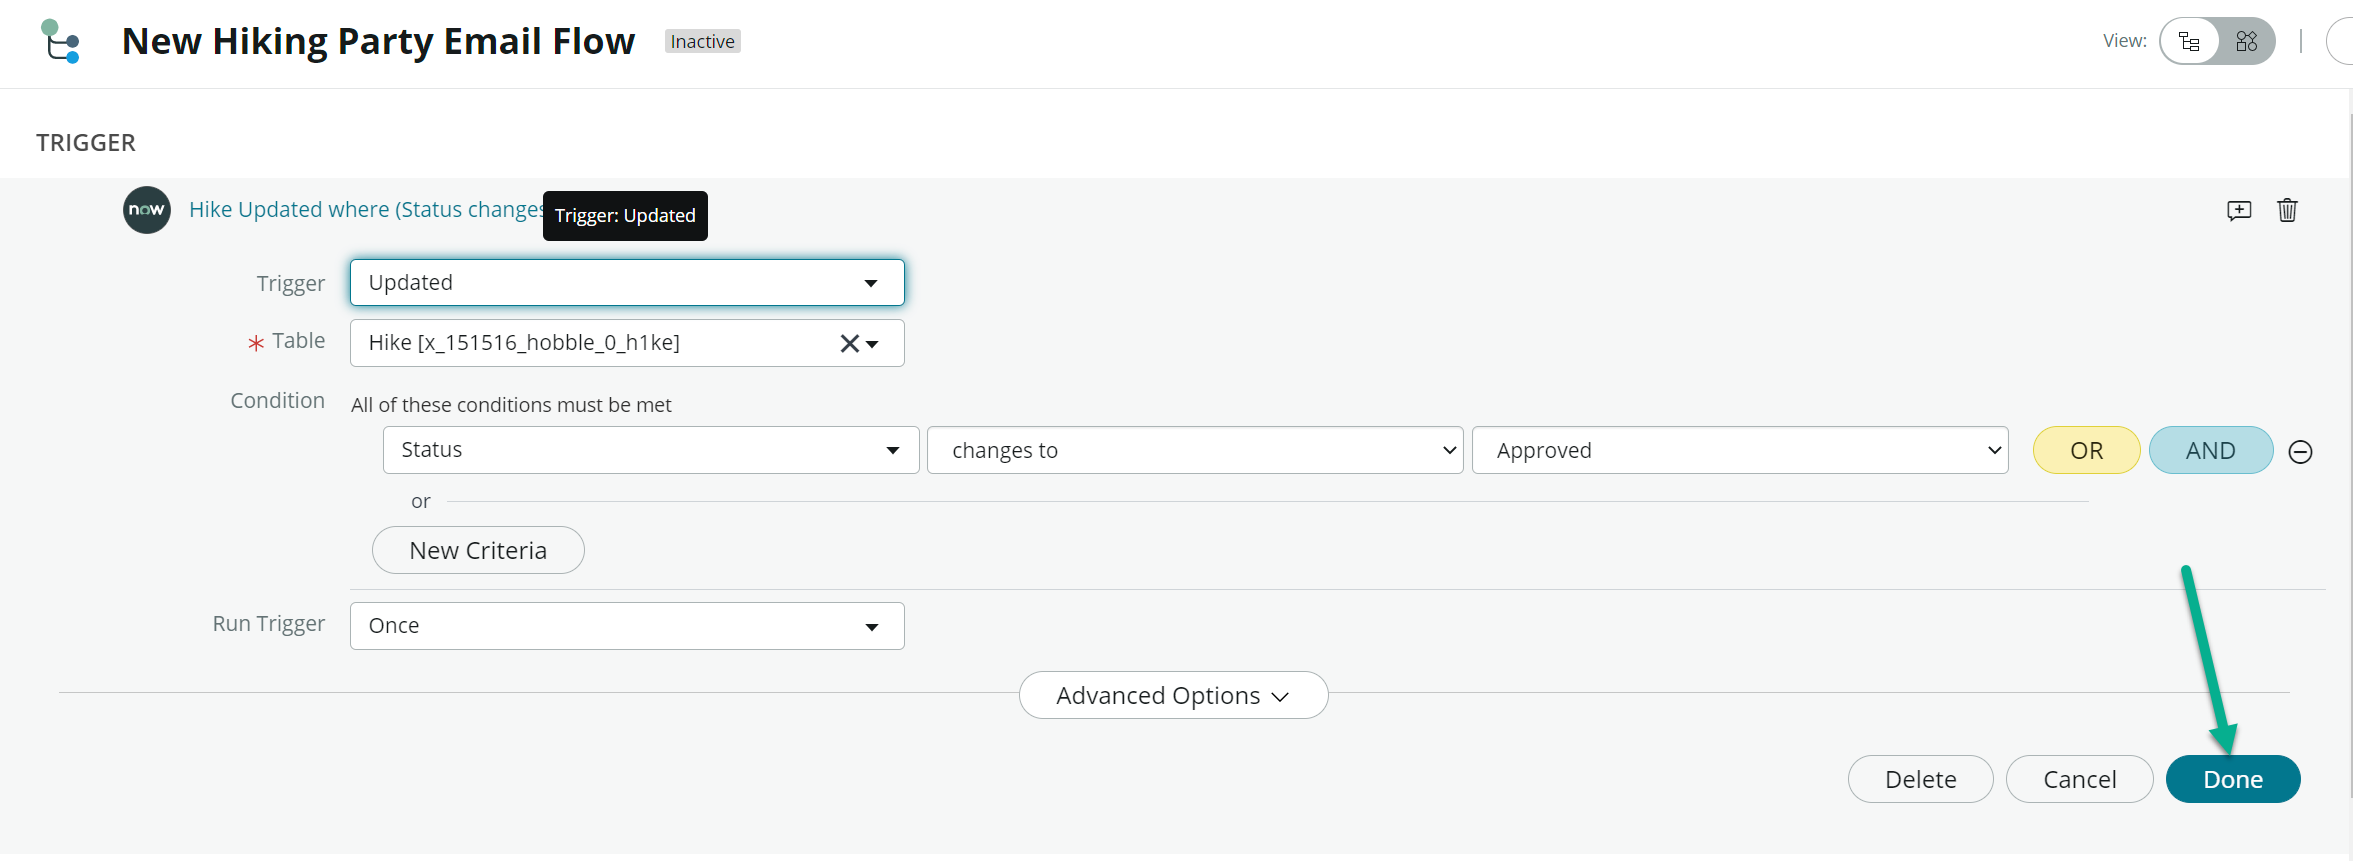 New Hiking Party Email Flow Inactive View:
TRIGGER
now Hike Updated where (Status changes Trigger: Updated
Trigger Updated
* Table Hike [x_151516_hobble_0_h1ke]
Condition All of these conditions must be met
Status changes to Approved OR AND
or
New Criteria
Run Trigger Once
Advanced Options
Delete Cancel Done